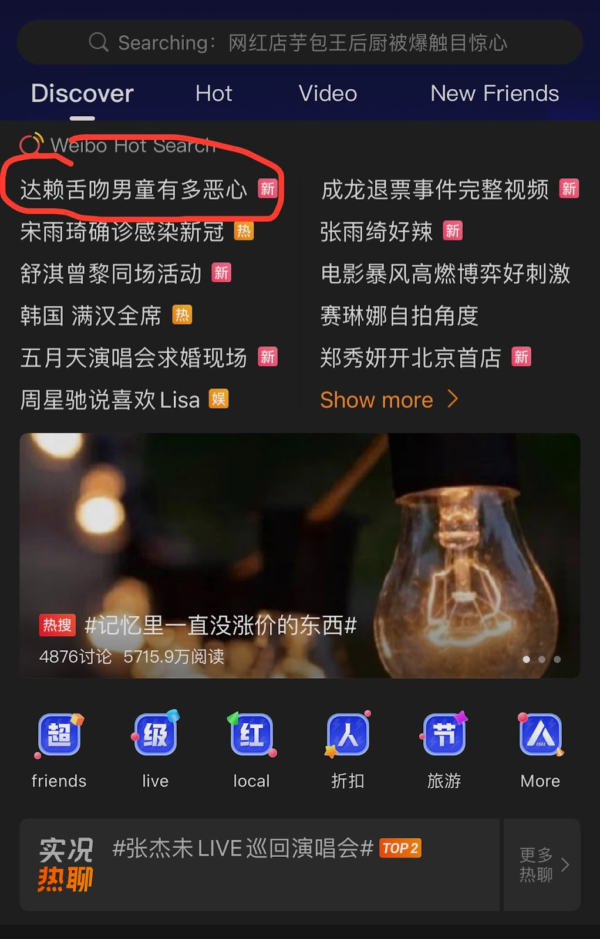 Searching: 网红店芋包王后厨被爆触目惊心
Discover Hot Video New Friends
Weibo Hot Search
达赖舌吻男童有多恶心 新
成龙退票事件完整视频 新
宋雨琦确诊感染新冠 热
张雨绮好辣 新
舒淇曾黎同场活动 新
电影暴风高燃博弈好刺激
韩国 满汉全席 热
赛琳娜自拍角度
五月天演唱会求婚现场 新
郑秀妍开北京首店 新
周星驰说喜欢Lisa 娱
Show more
热搜 #记忆里一直没涨价的东西#
4876讨论 5715.9万阅读
超 级 红 人 节
friends live local 折扣 旅游 More
实况
热聊
#张杰未LIVE巡回演唱会# TOP 2
更多
热聊